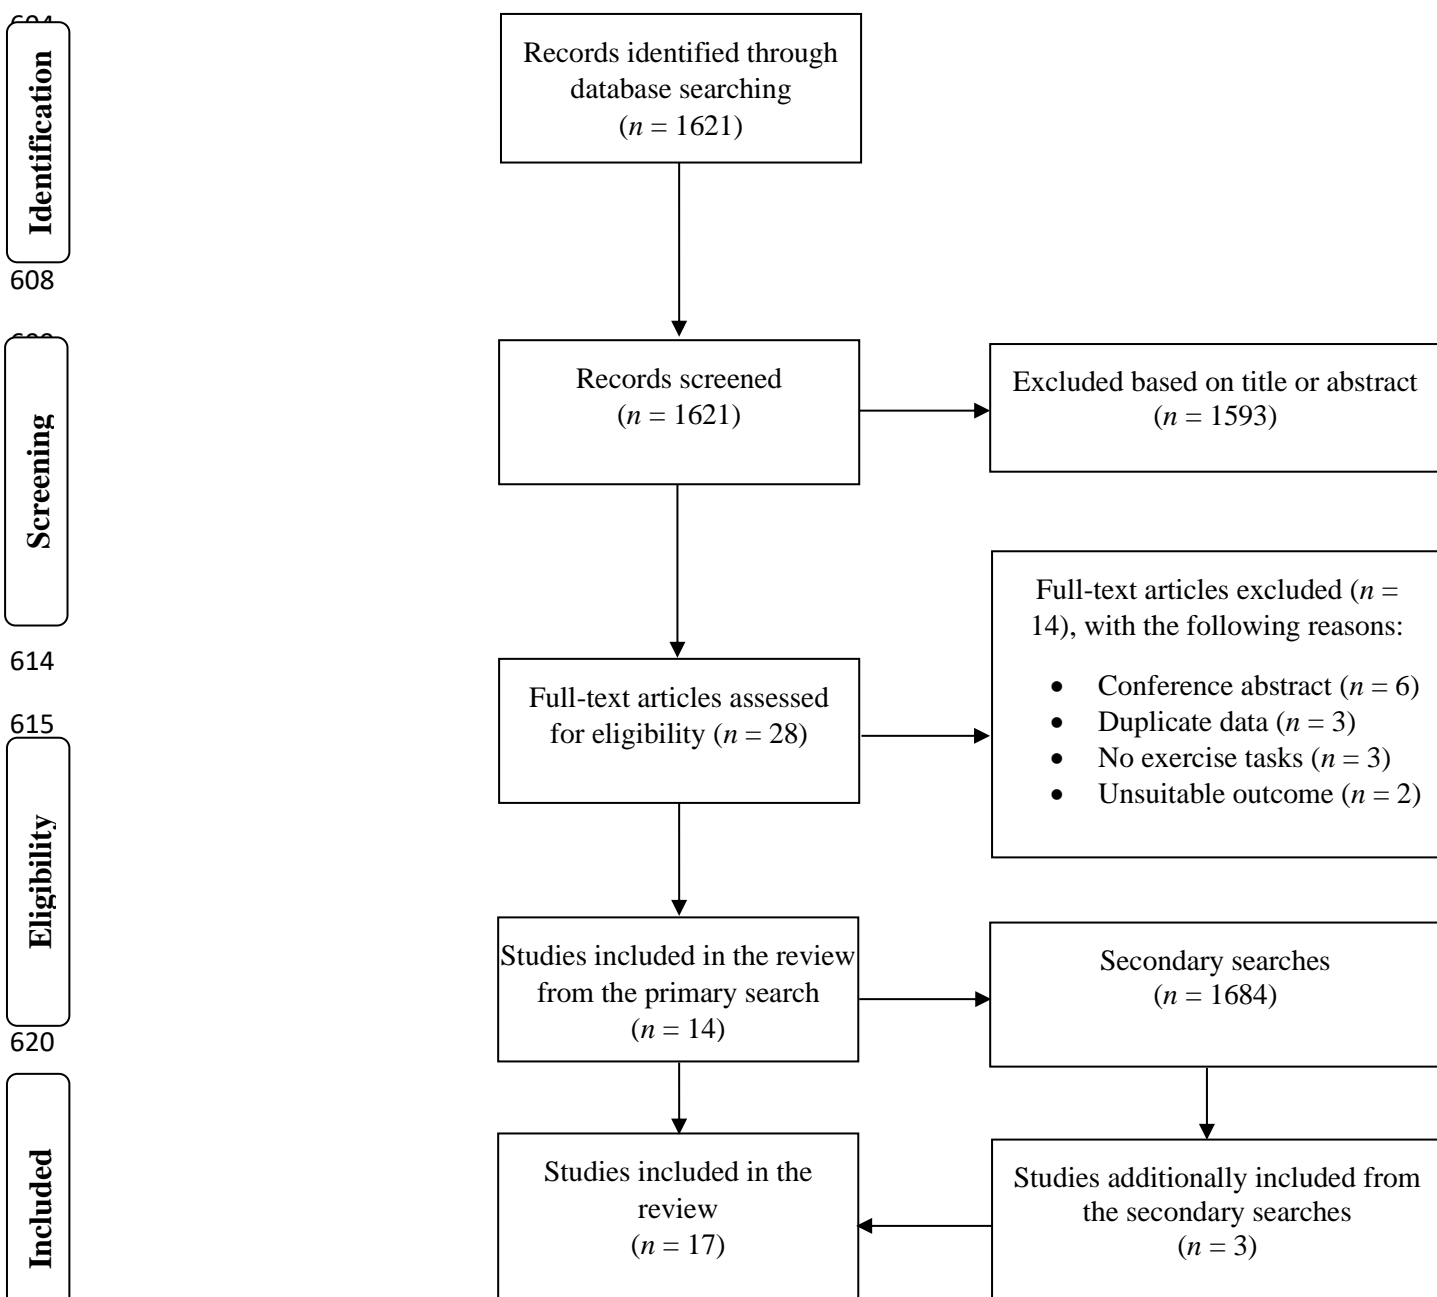 Identification
Records identified through
database searching
(n = 1621)
608
Screening
Records screened
(n = 1621)
Excluded based on title or abstract
(n = 1593)
614
Full-text articles assessed
for eligibility (n = 28)
Full-text articles excluded (n =
14), with the following reasons:
• Conference abstract (n = 6)
• Duplicate data (n = 3)
• No exercise tasks (n = 3)
• Unsuitable outcome (n = 2)
615
Eligibility
Studies included in the review
from the primary search
(n = 14)
Secondary searches
(n = 1684)
620
Included
Studies included in the
review
(n = 17)
Studies additionally included from
the secondary searches
(n = 3)